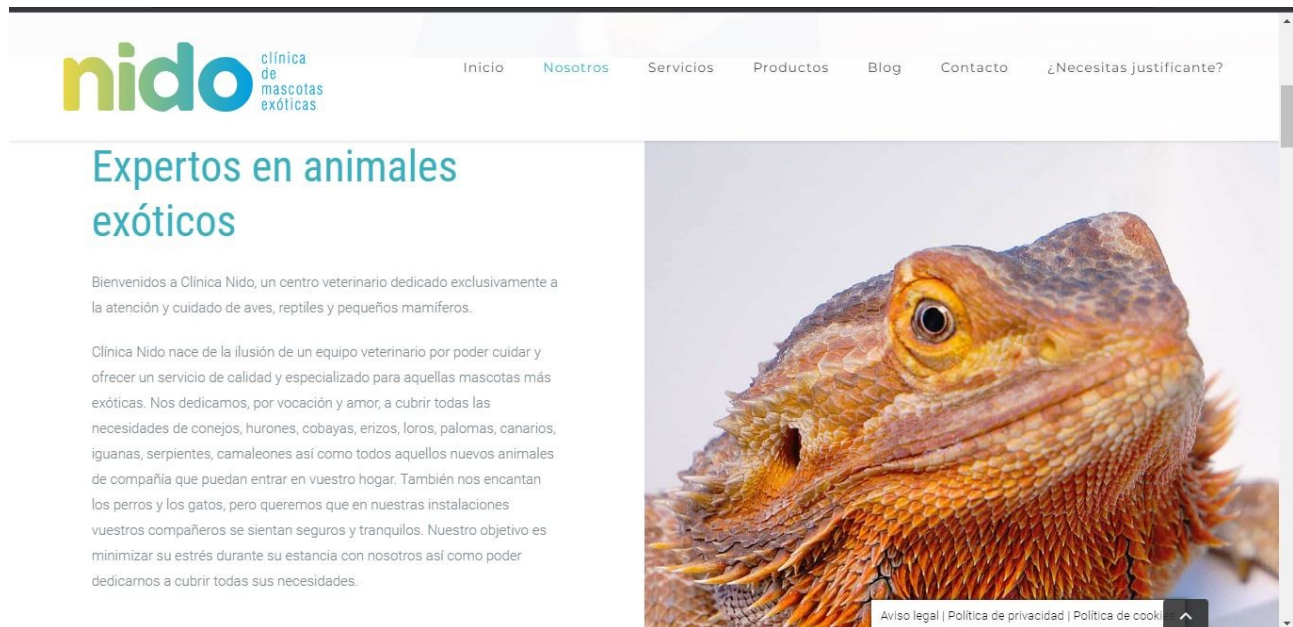 nido
clínica
de
mascotas
exóticas
Inicio Nosotros Servicios Productos Blog Contacto ¿Necesitas justificante?
Expertos en animales
exóticos
Bienvenidos a Clínica Nido, un centro veterinario dedicado exclusivamente a
la atención y cuidado de aves, reptiles y pequeños mamíferos.
Clínica Nido nace de la ilusión de un equipo veterinario por poder cuidar y
ofrecer un servicio de calidad y especializado para aquellas mascotas más
exóticas. Nos dedicamos, por vocación y amor, a cubrir todas las
necesidades de conejos, hurones, cobayas, erizos, loros, palomas, canarios,
iguanas, serpientes, camaleones así como todos aquellos nuevos animales
de compañía que puedan entrar en vuestro hogar. También nos encantan
los perros y los gatos, pero queremos que en nuestras instalaciones
vuestros compañeros se sientan seguros y tranquilos. Nuestro objetivo es
minimizar su estrés durante su estancia con nosotros así como poder
dedicarnos a cubrir todas sus necesidades.
Aviso legal | Política de privacidad | Política de cookies